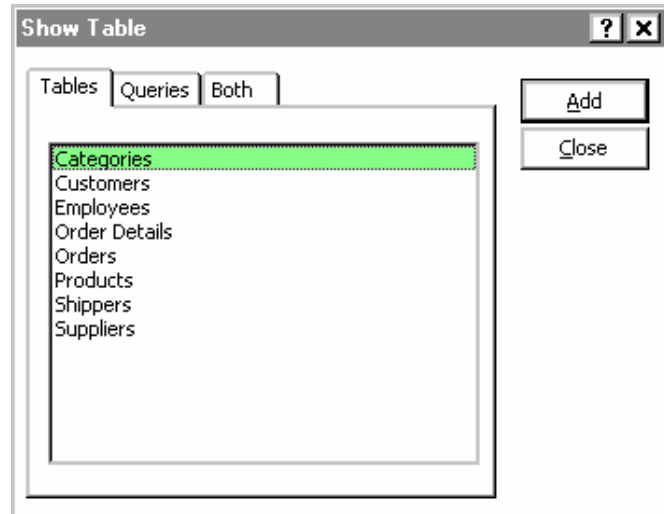 Show Table
? ×
Tables Queries Both
Add
Close
Categories
Customers
Employees
Order Details
Orders
Products
Shippers
Suppliers